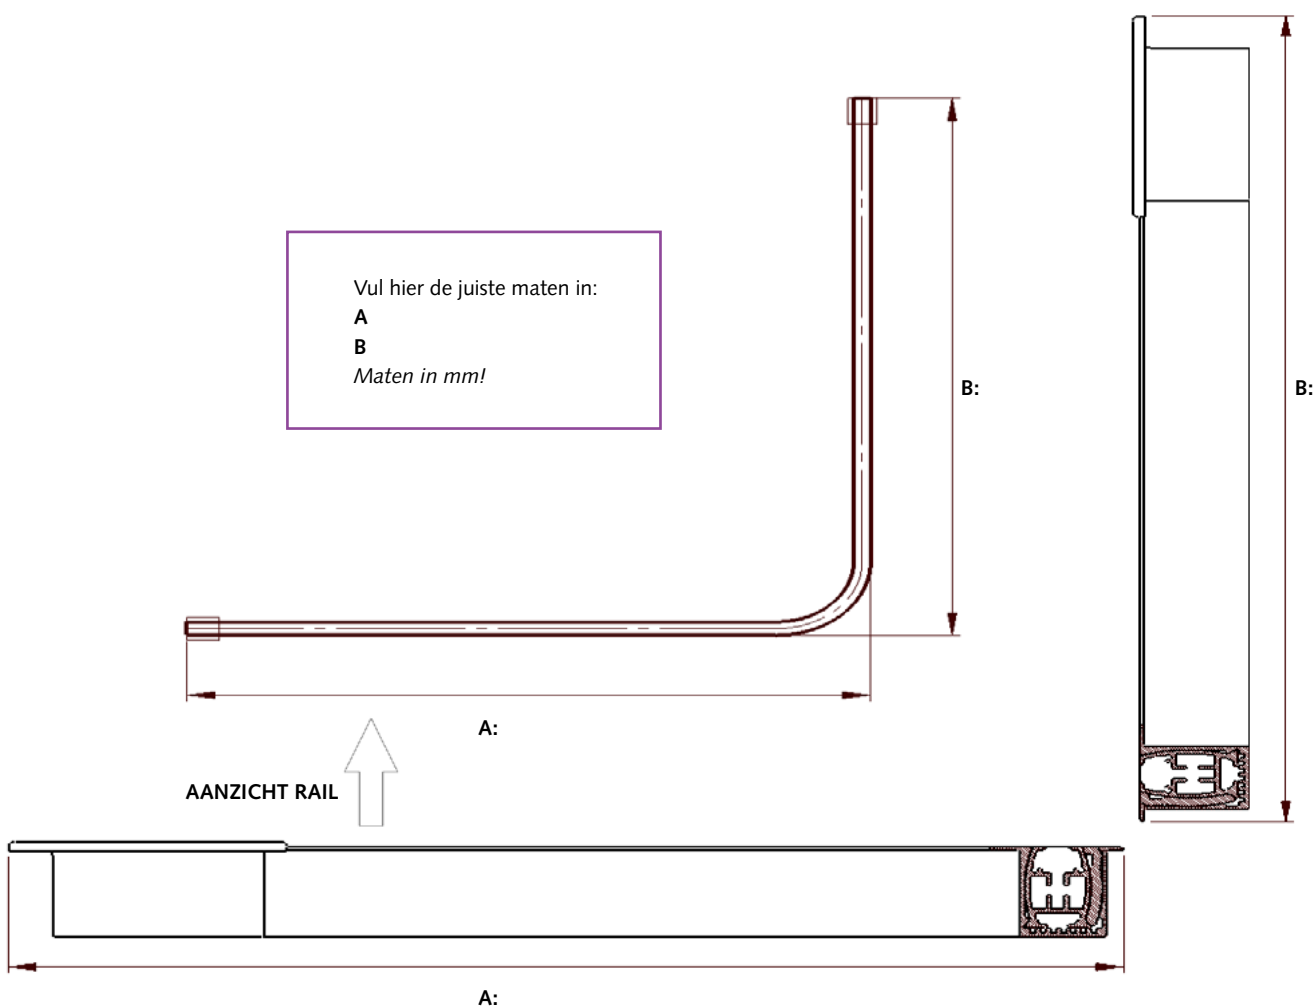 Vul hier de juiste maten in:
A
B
Maten in mm!
B:
B:
A:
AANZICHT RAIL
A: